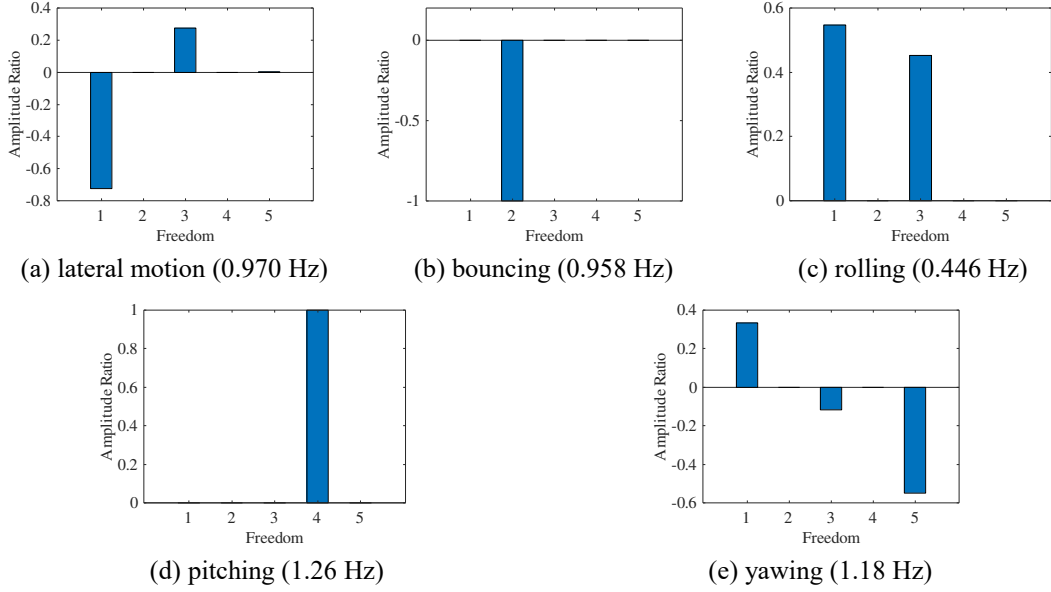 0.4
0.2
0
-0.2
-0.4
-0.6
-0.8
Amplitude Ratio
1 2 3 4 5
Freedom
(a) lateral motion (0.970 Hz)
0
-0.5
-1
Amplitude Ratio
1 2 3 4 5
Freedom
(b) bouncing (0.958 Hz)
0.6
0.4
0.2
0
Amplitude Ratio
1 2 3 4 5
Freedom
(c) rolling (0.446 Hz)
1
0.8
0.6
0.4
0.2
0
Amplitude Ratio
1 2 3 4 5
Freedom
(d) pitching (1.26 Hz)
0.4
0.2
0
-0.2
-0.4
-0.6
Amplitude Ratio
1 2 3 4 5
Freedom
(e) yawing (1.18 Hz)